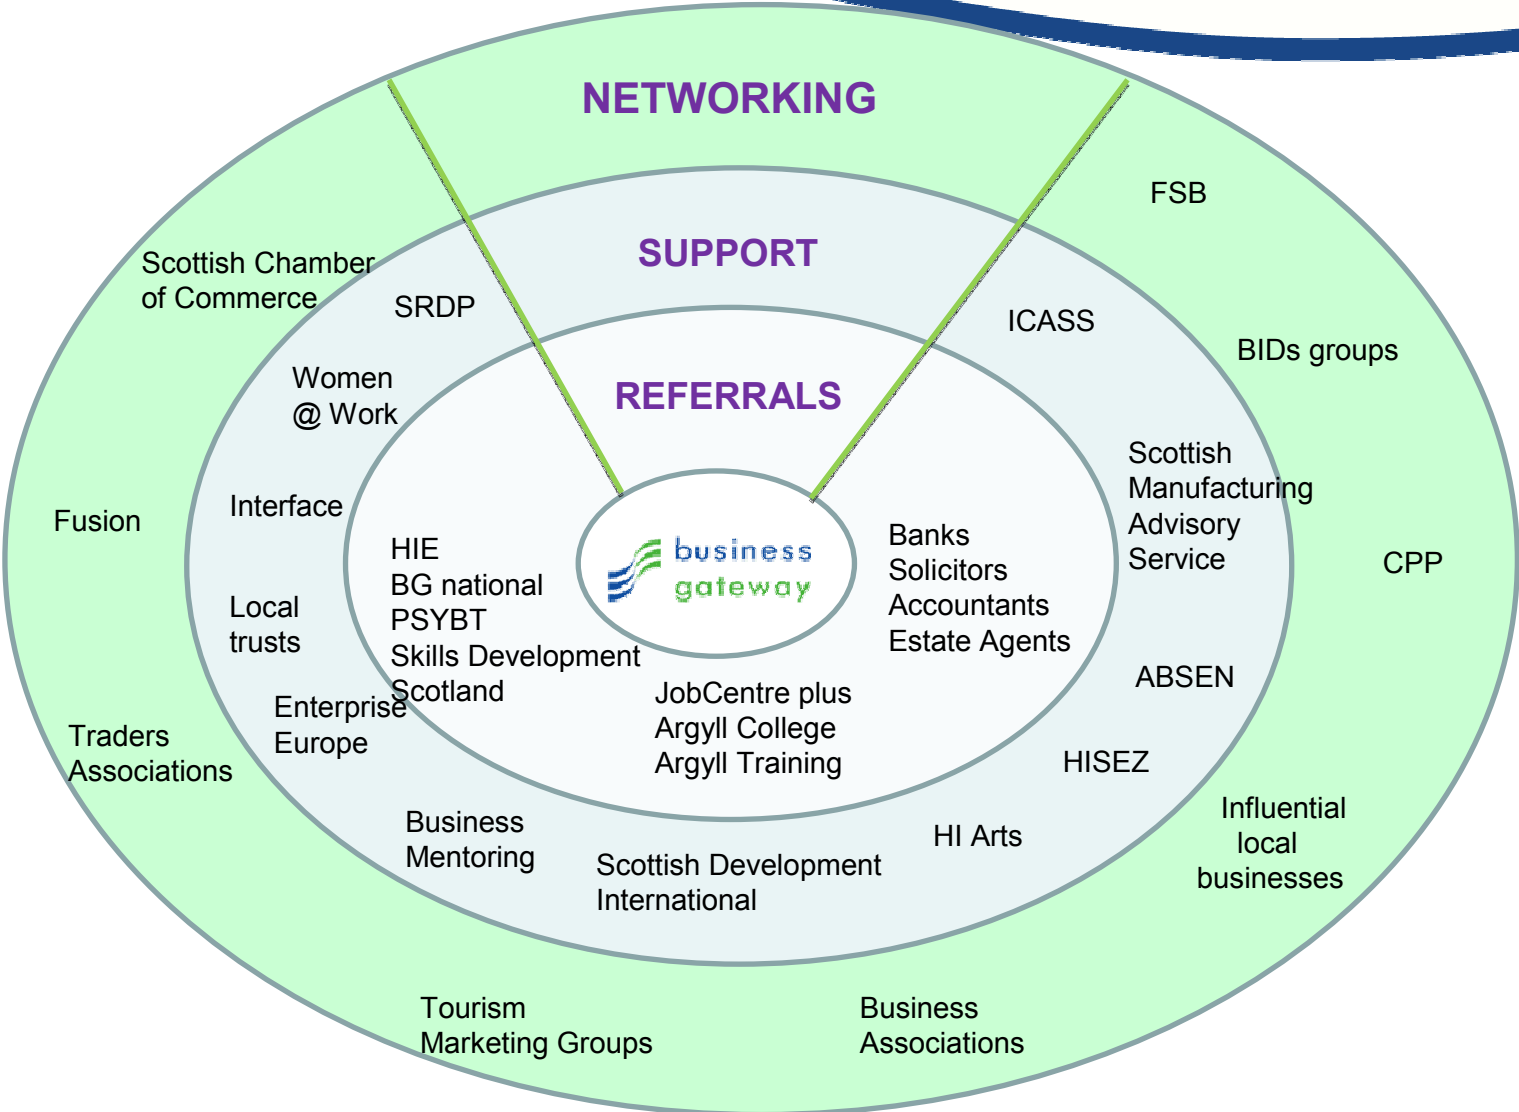 NETWORKING
SUPPORT
REFERRALS
business
gateway
Scottish Chamber
of Commerce
Fusion
Traders
Associations
Tourism
Marketing Groups
Business
Associations
Influential
local
businesses
CPP
BIDs groups
FSB
SRDP
Women
@ Work
Interface
Local
trusts
Enterprise
Europe
Business
Mentoring
Scottish Development
International
HI Arts
HISEZ
ABSEN
Scottish
Manufacturing
Advisory
Service
ICASS
HIE
BG national
PSYBT
Skills Development
Scotland
JobCentre plus
Argyll College
Argyll Training
Banks
Solicitors
Accountants
Estate Agents